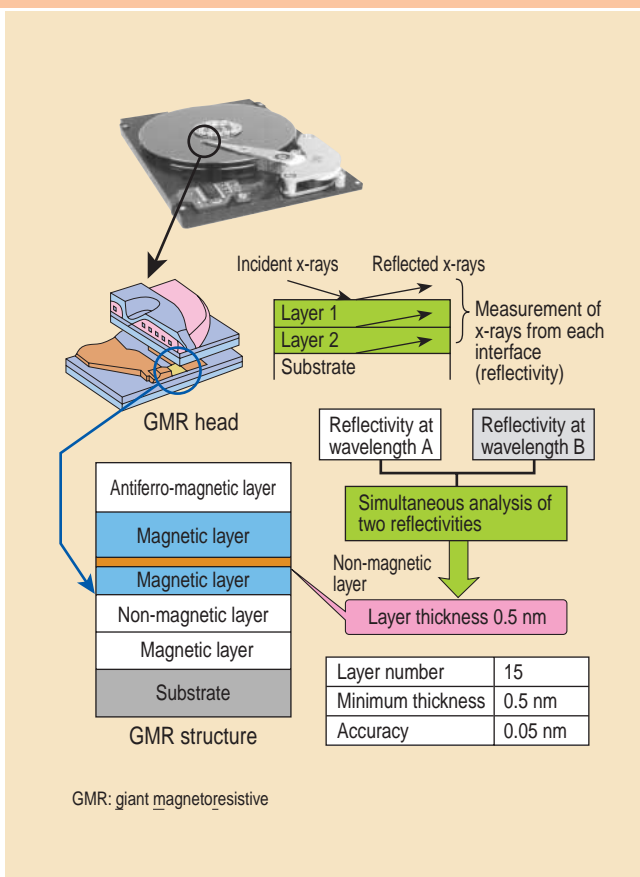 Incident x-rays
Reflected x-rays
Layer 1
Layer 2
Substrate
Measurement of
x-rays from each
interface
(reflectivity)
GMR head
Reflectivity at
wavelength A
Reflectivity at
wavelength B
Simultaneous analysis of
two reflectivities
Antiferro-magnetic layer
Magnetic layer
Magnetic layer
Non-magnetic layer
Magnetic layer
Substrate
GMR structure
Non-magnetic
layer
Layer thickness 0.5 nm
Layer number 15
Minimum thickness 0.5 nm
Accuracy 0.05 nm
GMR: giant magnetoresistive